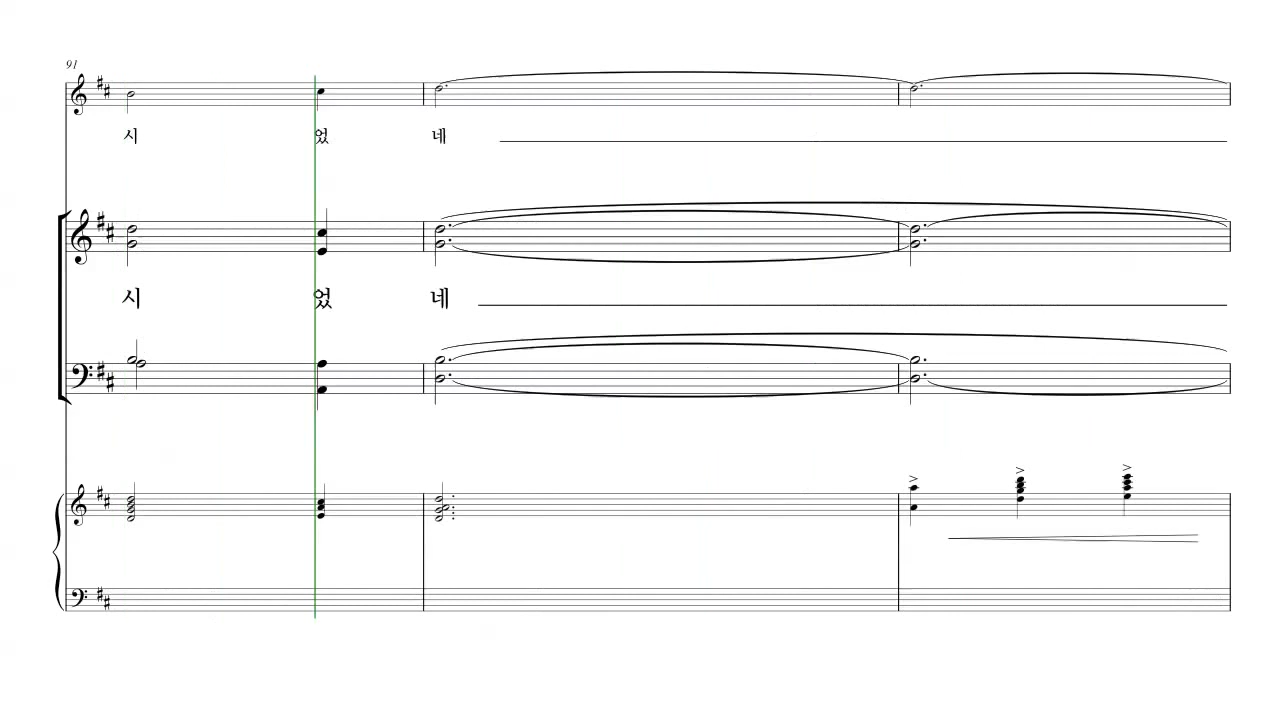 91
시 었 네
시 었 네